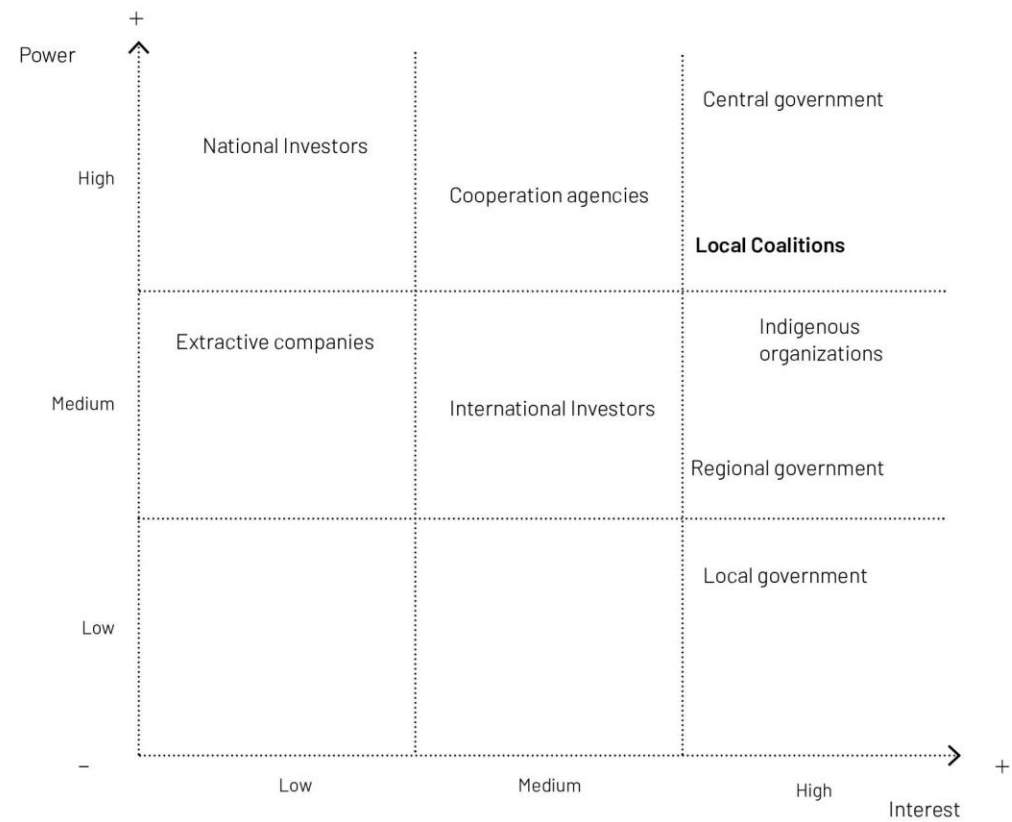 +
Power
Central government
National Investors
High
Cooperation agencies
Local Coalitions
Indigenous
organizations
Extractive companies
Medium
International Investors
Regional government
Local government
Low
–
+
Low
Medium
High
Interest